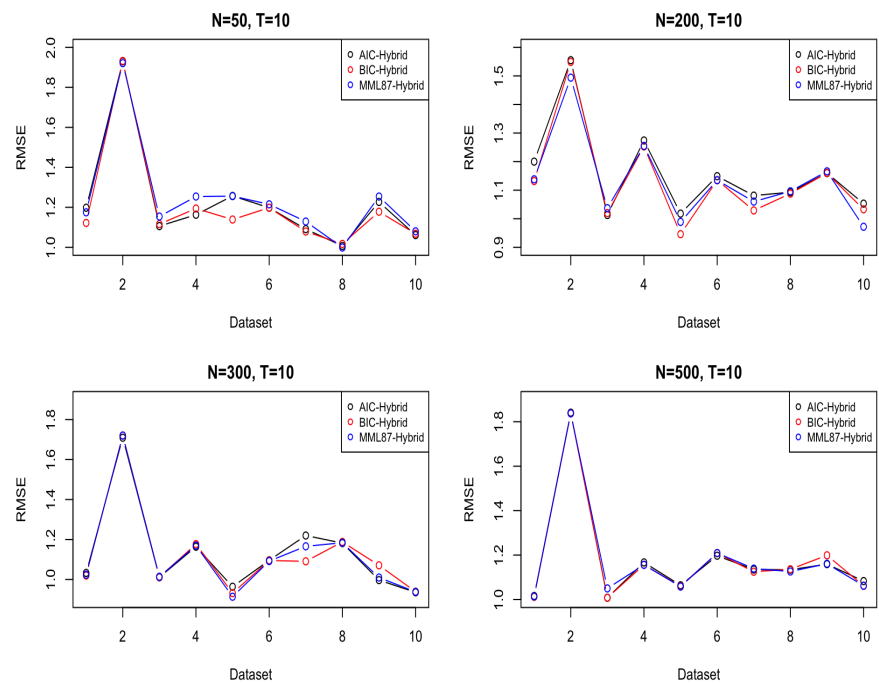 N=50, T=10
RMSE
2.0
1.8
1.6
1.4
1.2
1.0
AIC-Hybrid
BIC-Hybrid
MML87-Hybrid
2 4 6 8 10
Dataset
N=200, T=10
RMSE
1.5
1.3
1.1
0.9
AIC-Hybrid
BIC-Hybrid
MML87-Hybrid
2 4 6 8 10
Dataset
N=300, T=10
RMSE
1.8
1.6
1.4
1.2
1.0
AIC-Hybrid
BIC-Hybrid
MML87-Hybrid
2 4 6 8 10
Dataset
N=500, T=10
RMSE
1.8
1.6
1.4
1.2
1.0
AIC-Hybrid
BIC-Hybrid
MML87-Hybrid
2 4 6 8 10
Dataset